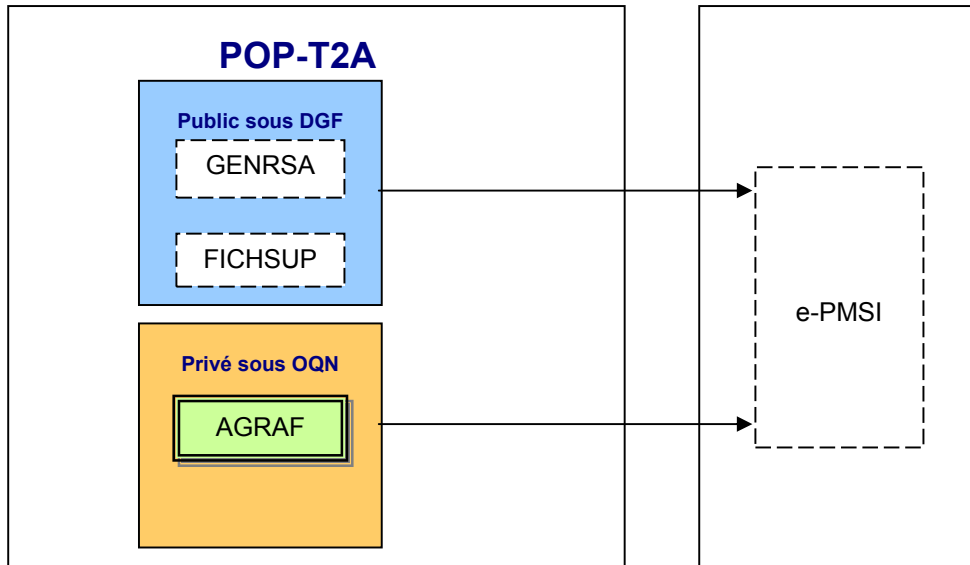 POP-T2A
Public sous DGF
GENRSA
FICHSUP
Privé sous OQN
AGRAF
e-PMSI